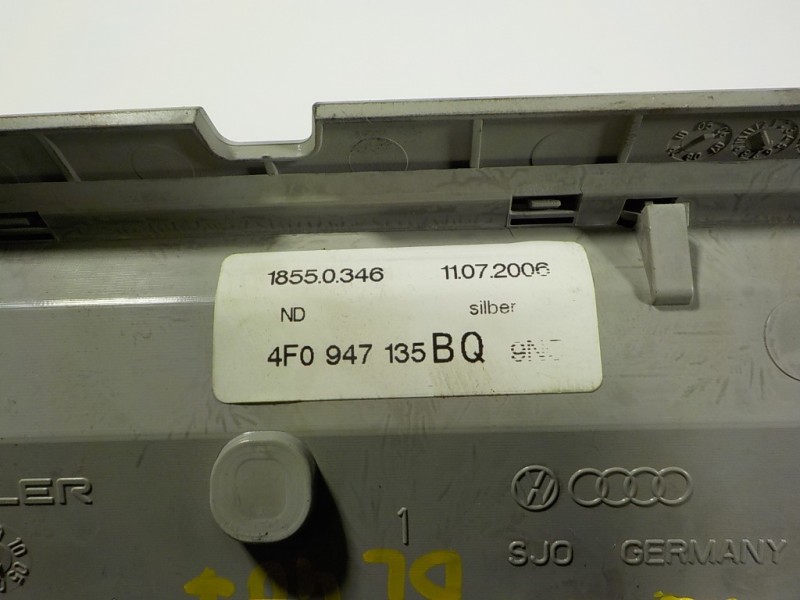 1855.0.346 11.07.2006
ND silber
4F0 947 135 BQ
1
SJO GERMANY